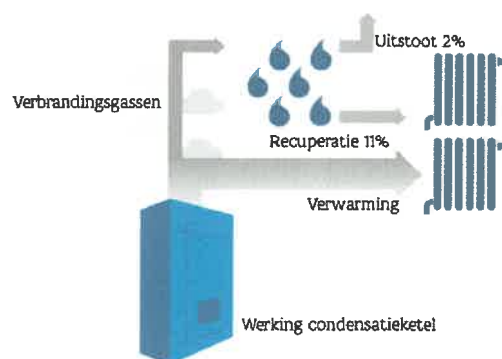 Uitstoot 2%
Verbrandingsgassen
Recuperatie 11%
Verwarming
Werking condensatieketel